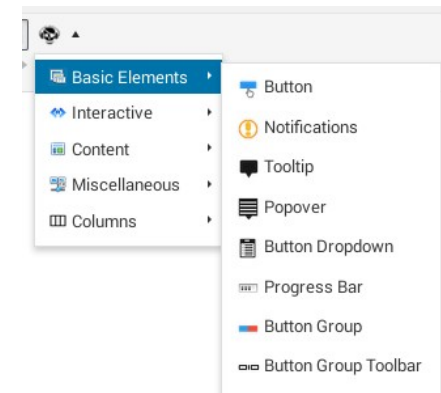 Basic Elements
Interactive
Content
Miscellaneous
Columns
Button
Notifications
Tooltip
Popover
Button Dropdown
Progress Bar
Button Group
Button Group Toolbar